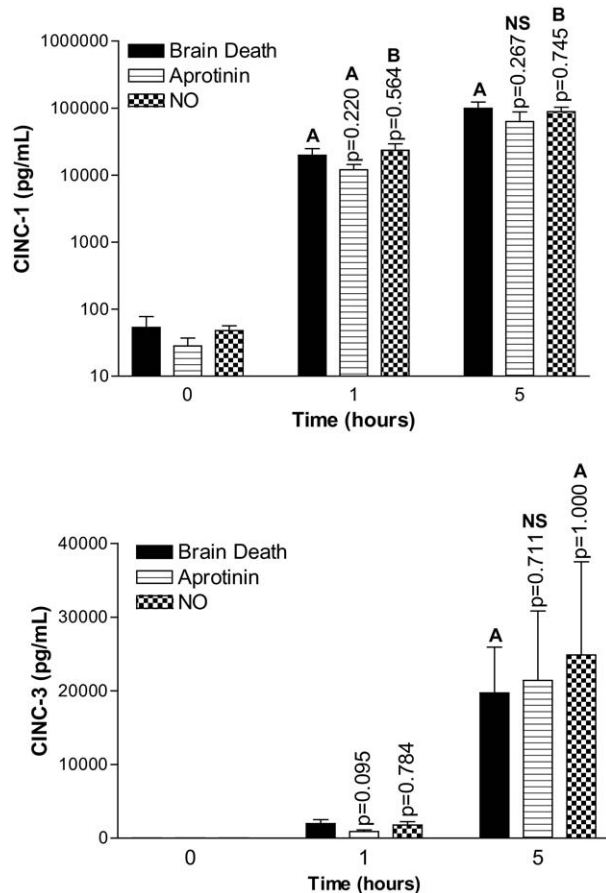 1000000
100000
10000
1000
100
10
CINC-1 (pg/mL)
Brain Death
Aprotinin
NO
A
A
p=0.220
B
p=0.564
A
NS
p=0.267
B
p=0.745
0
1
5
Time (hours)
40000
30000
20000
10000
0
CINC-3 (pg/mL)
Brain Death
Aprotinin
NO
p=0.095
p=0.784
A
NS
p=0.711
A
p=1.000
0
1
5
Time (hours)